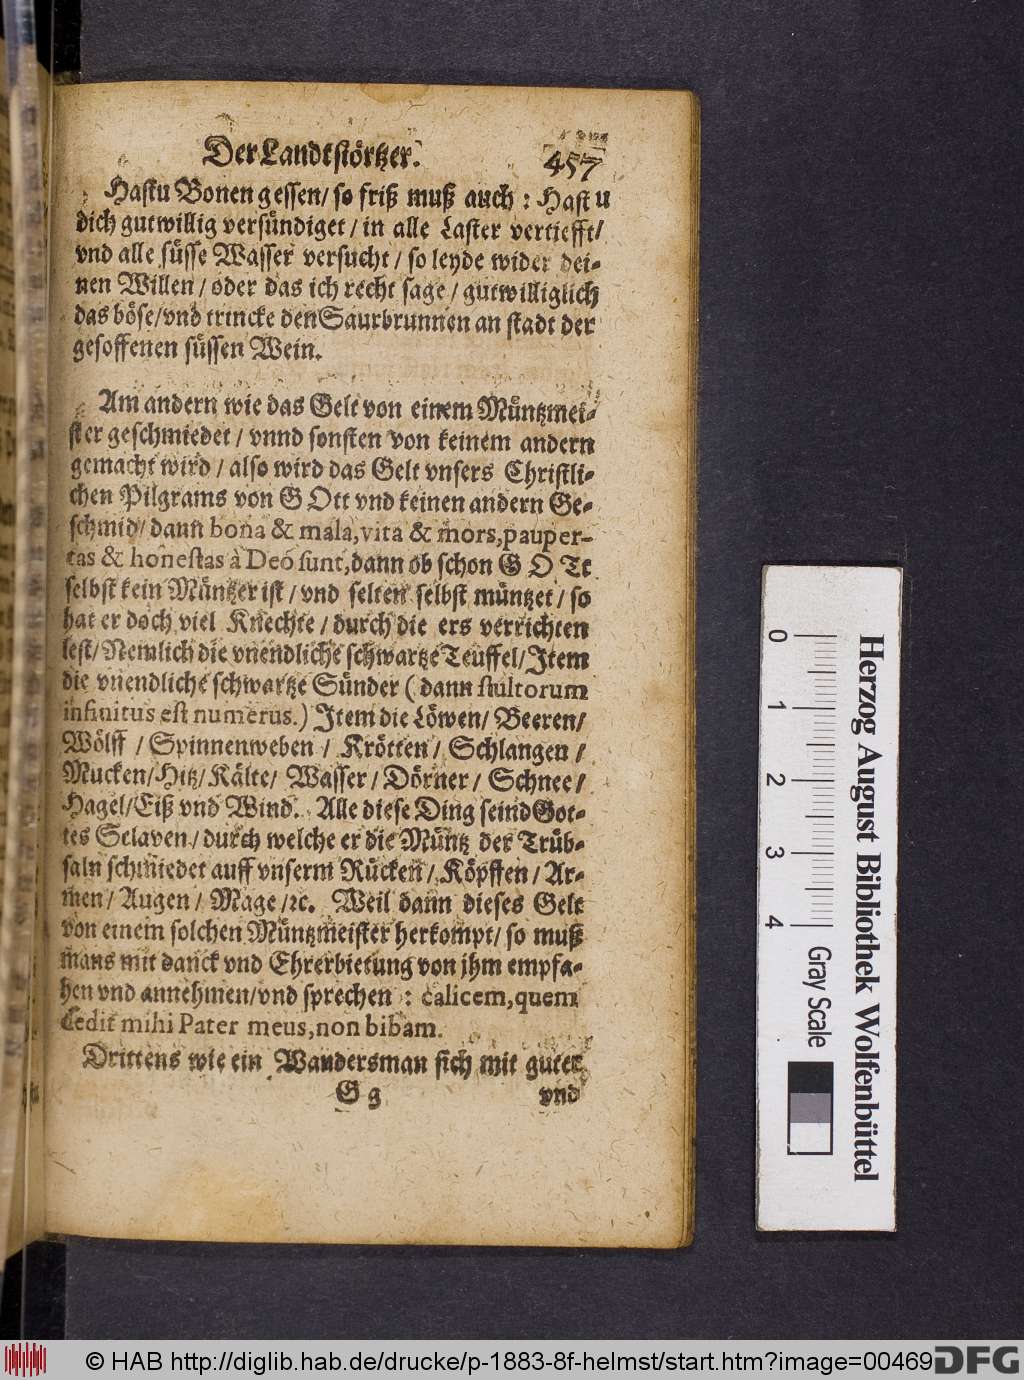 Der Landtstörtzer. 457
Hastu Bonen gessen/ so friß muß auch : Hastu
dich gutwillig versündiget / in alle Laster vertiefft/
vnd alle süsse Wasser versucht / so leyde wider dei-
nen Willen / oder das ich recht sage / gutwilliglich
das böse/vnd trincke den Saurbrunnen an stadt der
gesoffenen süssen Wein.
Am andern wie das Gelt von einem Müntzmei-
ster geschmiedet / vnnd sonsten von keinem andern
gemacht wird / also wird das Gelt vnsers Christli-
chen Pilgrams von GOtt vnd keinen andern Ge-
schmid/ dann bona & mala, vita & mors, pauper-
tas & honestas à Deo sunt, dann ob schon GOTt
selbst kein Müntzer ist / vnd selten selbst müntzet / so
hat er doch viel Knechte / durch die ers verrichten
lest/ Nemlich die vnendliche schwartze Teuffel/ Item
die vnendliche schwartze Sünder ( dann stultorum
infinitus est numerus.) Item die Löwen/ Beeren/
Wölff / Spinnenweben / Krötten / Schlangen /
Mucken/ Hitz/ Kälte/ Wasser / Dörner / Schnee /
Hagel/ Eiß vnd Wind. Alle diese Ding seind Got-
tes Sclaven / durch welche er die Müntz der Trüb-
saln schmiedet auff vnserm Rücken / Köpffen / Ar-
men / Augen / Mage / ꝛc. Weil dann dieses Gelt
von einem solchen Müntzmeister herkompt/ so muß
mans mit danck vnd Ehrerbietung von jhm empfa-
hen vnd annehmen/vnd sprechen : calicem, quem
dedit mihi Pater meus, non bibam.
Drittens wie ein Wandersman sich mit guter
Gg vnd
0 1 2 3 4 Gray Scale
Herzog August Bibliothek Wolfenbüttel
© HAB http://diglib.hab.de/drucke/p-1883-8f-helmst/start.htm?image=00469 DFG